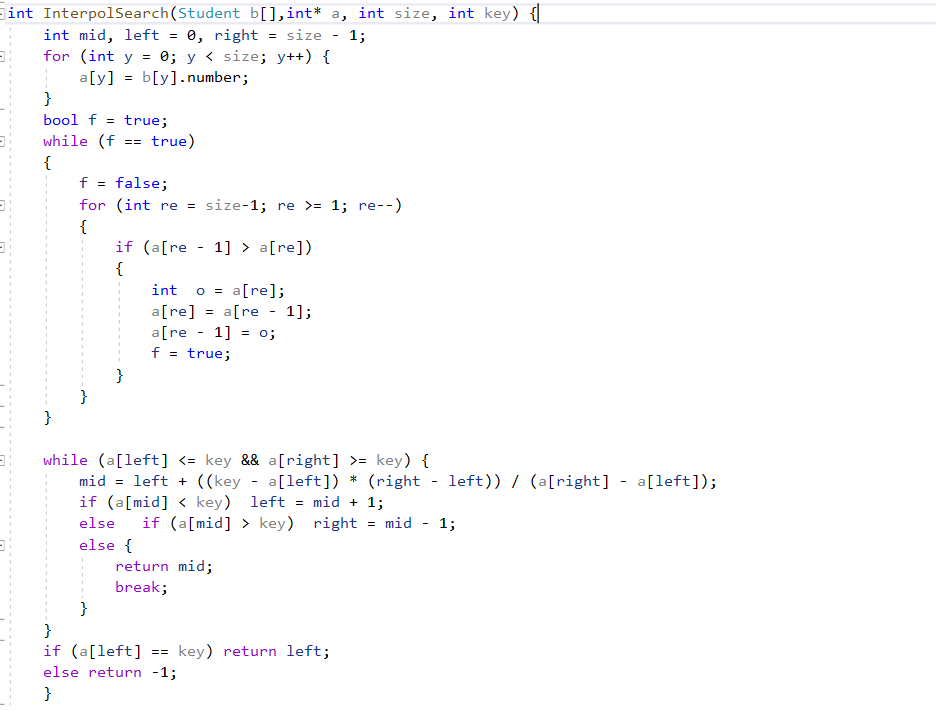 int InterpolSearch(Student b[],int* a, int size, int key) {
    int mid, left = 0, right = size - 1;
    for (int y = 0; y < size; y++) {
        a[y] = b[y].number;
    }
    bool f = true;
    while (f == true)
    {
        f = false;
        for (int re = size-1; re >= 1; re--)
        {
            if (a[re - 1] > a[re])
            {
                int  o = a[re];
                a[re] = a[re - 1];
                a[re - 1] = o;
                f = true;
            }
        }
    }

    while (a[left] <= key && a[right] >= key) {
        mid = left + ((key - a[left]) * (right - left)) / (a[right] - a[left]);
        if (a[mid] < key)  left = mid + 1;
        else   if (a[mid] > key)  right = mid - 1;
        else {
            return mid;
            break;
        }
    }
    if (a[left] == key) return left;
    else return -1;
    }